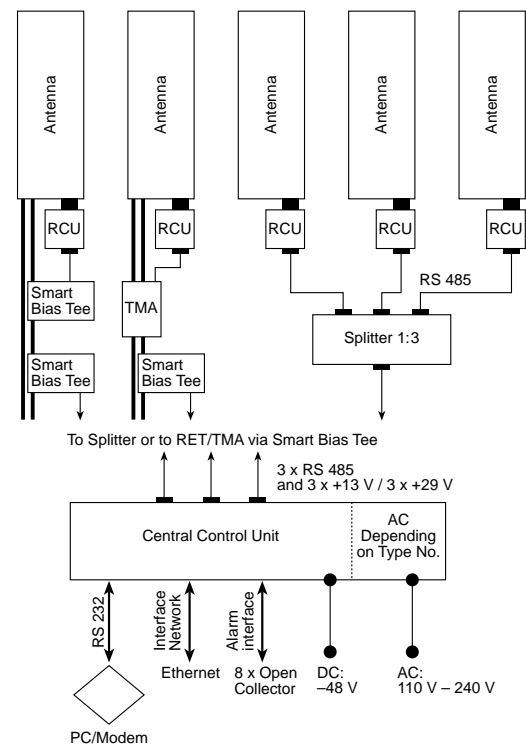 Antenna
Antenna
Antenna
Antenna
Antenna
RCU
RCU
RCU
RCU
RCU
RS 485
Smart
Bias Tee
TMA
Splitter 1:3
Smart
Bias Tee
Smart
Bias Tee
To Splitter or to RET/TMA via Smart Bias Tee
3 x RS 485
and 3 x +13 V / 3 x +29 V
Central Control Unit
AC
Depending
on Type No.
RS 232
Interface
Network
Alarm
interface
Ethernet
8 x Open
Collector
DC:
–48 V
AC:
110 V – 240 V
PC/Modem